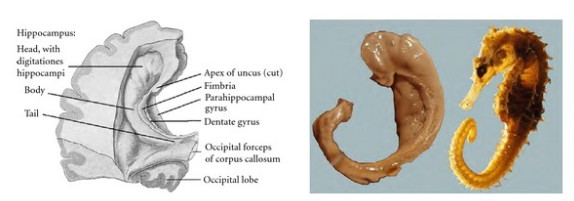 Hippocampus:
Head, with
digitationes
hippocampi
Body
Tail
Apex of uncus (cut)
Fimbria
Parahippocampal
gyrus
Dentate gyrus
Occipital forceps
of corpus callosum
Occipital lobe